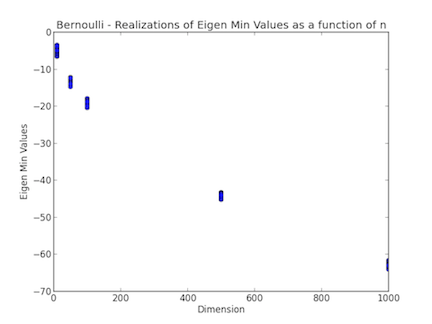 Bernoulli - Realizations of Eigen Min Values as a function of n
0
−10
−20
−30
−40
−50
−60
−70
Eigen Min Values
0 200 400 600 800 1000
Dimension